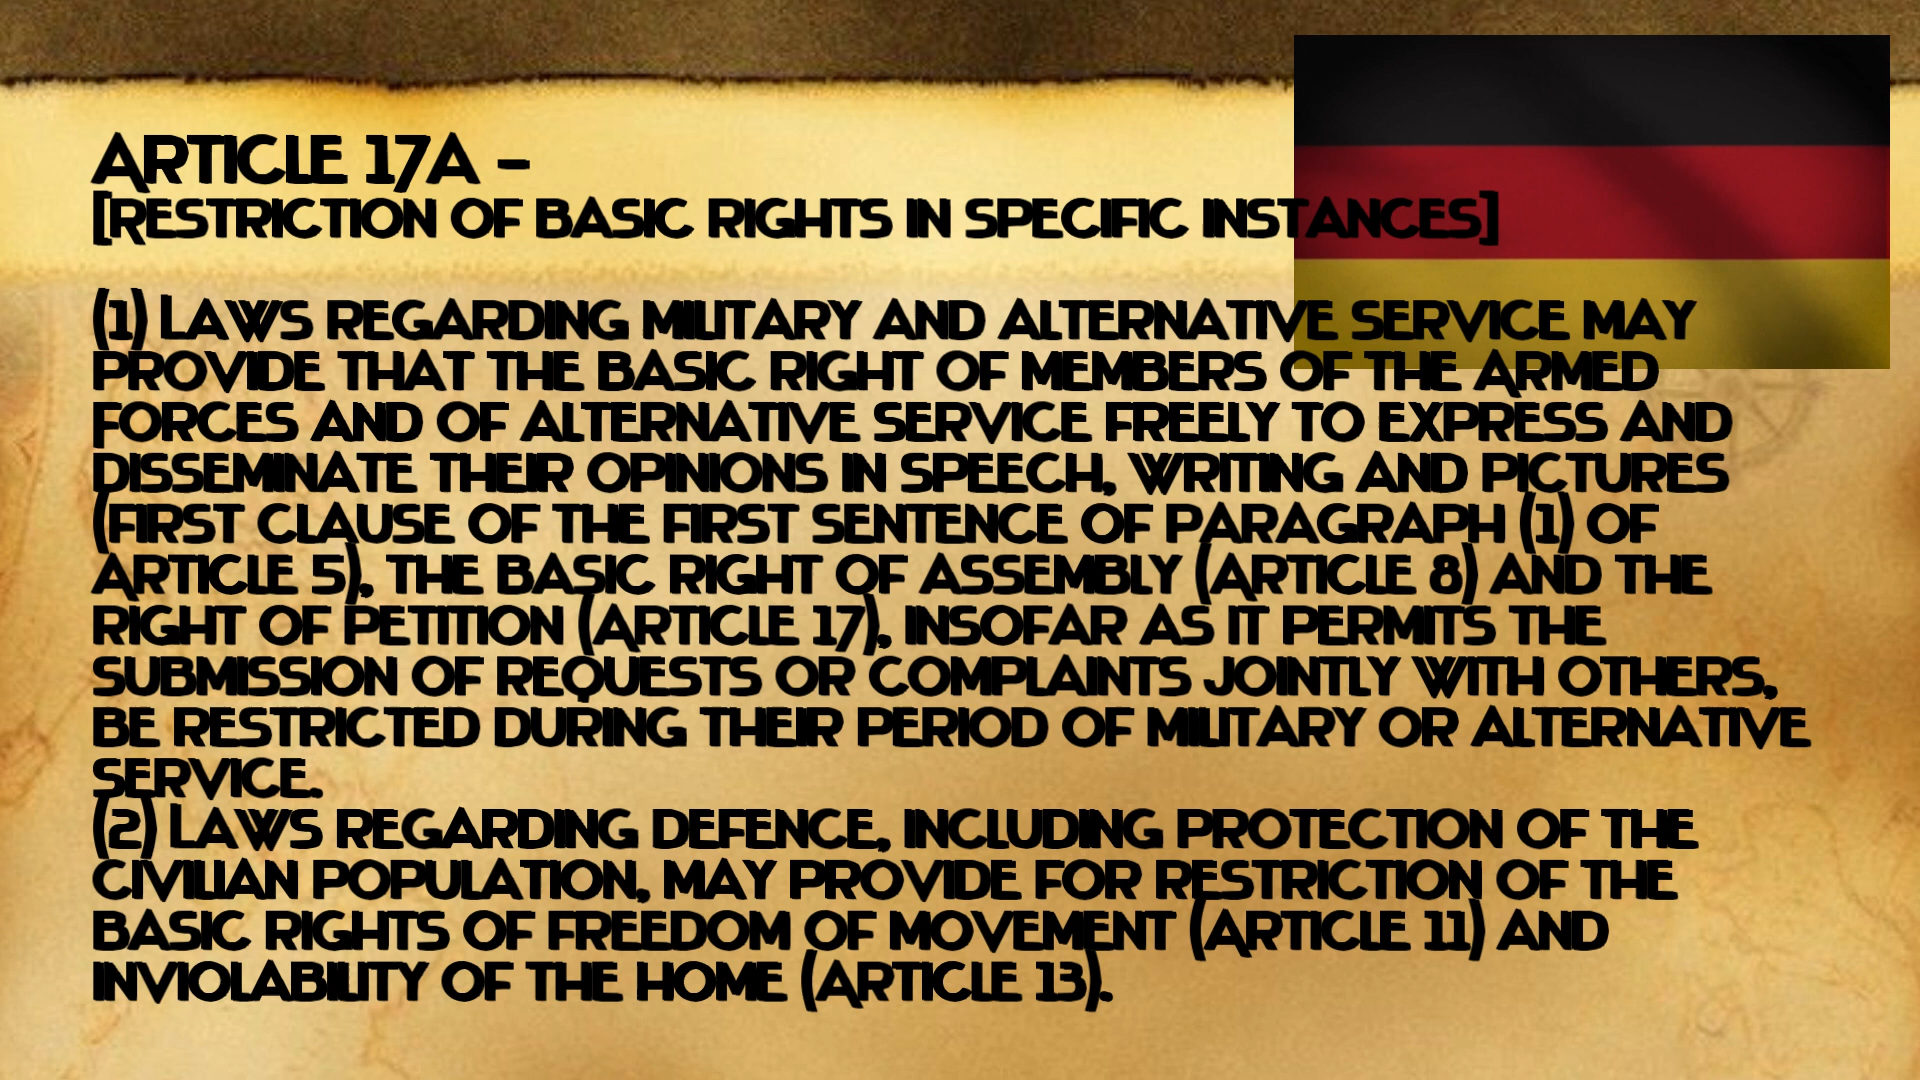 ARTICLE 17A –
[RESTRICTION OF BASIC RIGHTS IN SPECIFIC INSTANCES]
(1) LAWS REGARDING MILITARY AND ALTERNATIVE SERVICE MAY
PROVIDE THAT THE BASIC RIGHT OF MEMBERS OF THE ARMED
FORCES AND OF ALTERNATIVE SERVICE FREELY TO EXPRESS AND
DISSEMINATE THEIR OPINIONS IN SPEECH, WRITING AND PICTURES
(FIRST CLAUSE OF THE FIRST SENTENCE OF PARAGRAPH (1) OF
ARTICLE 5), THE BASIC RIGHT OF ASSEMBLY (ARTICLE 8) AND THE
RIGHT OF PETITION (ARTICLE 17), INSOFAR AS IT PERMITS THE
SUBMISSION OF REQUESTS OR COMPLAINTS JOINTLY WITH OTHERS,
BE RESTRICTED DURING THEIR PERIOD OF MILITARY OR ALTERNATIVE
SERVICE.
(2) LAWS REGARDING DEFENCE, INCLUDING PROTECTION OF THE
CIVILIAN POPULATION, MAY PROVIDE FOR RESTRICTION OF THE
BASIC RIGHTS OF FREEDOM OF MOVEMENT (ARTICLE 11) AND
INVIOLABILITY OF THE HOME (ARTICLE 13).